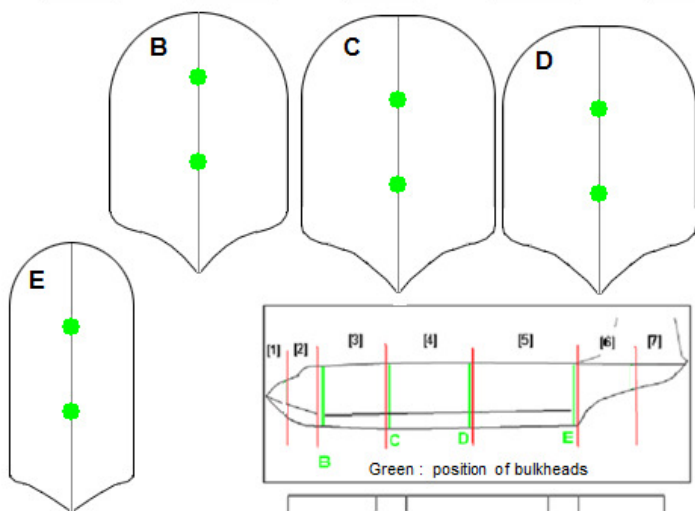 B
C
D
E
[1] [2] [3] [4] [5] [6] [7]
B C D E
Green : position of bulkheads